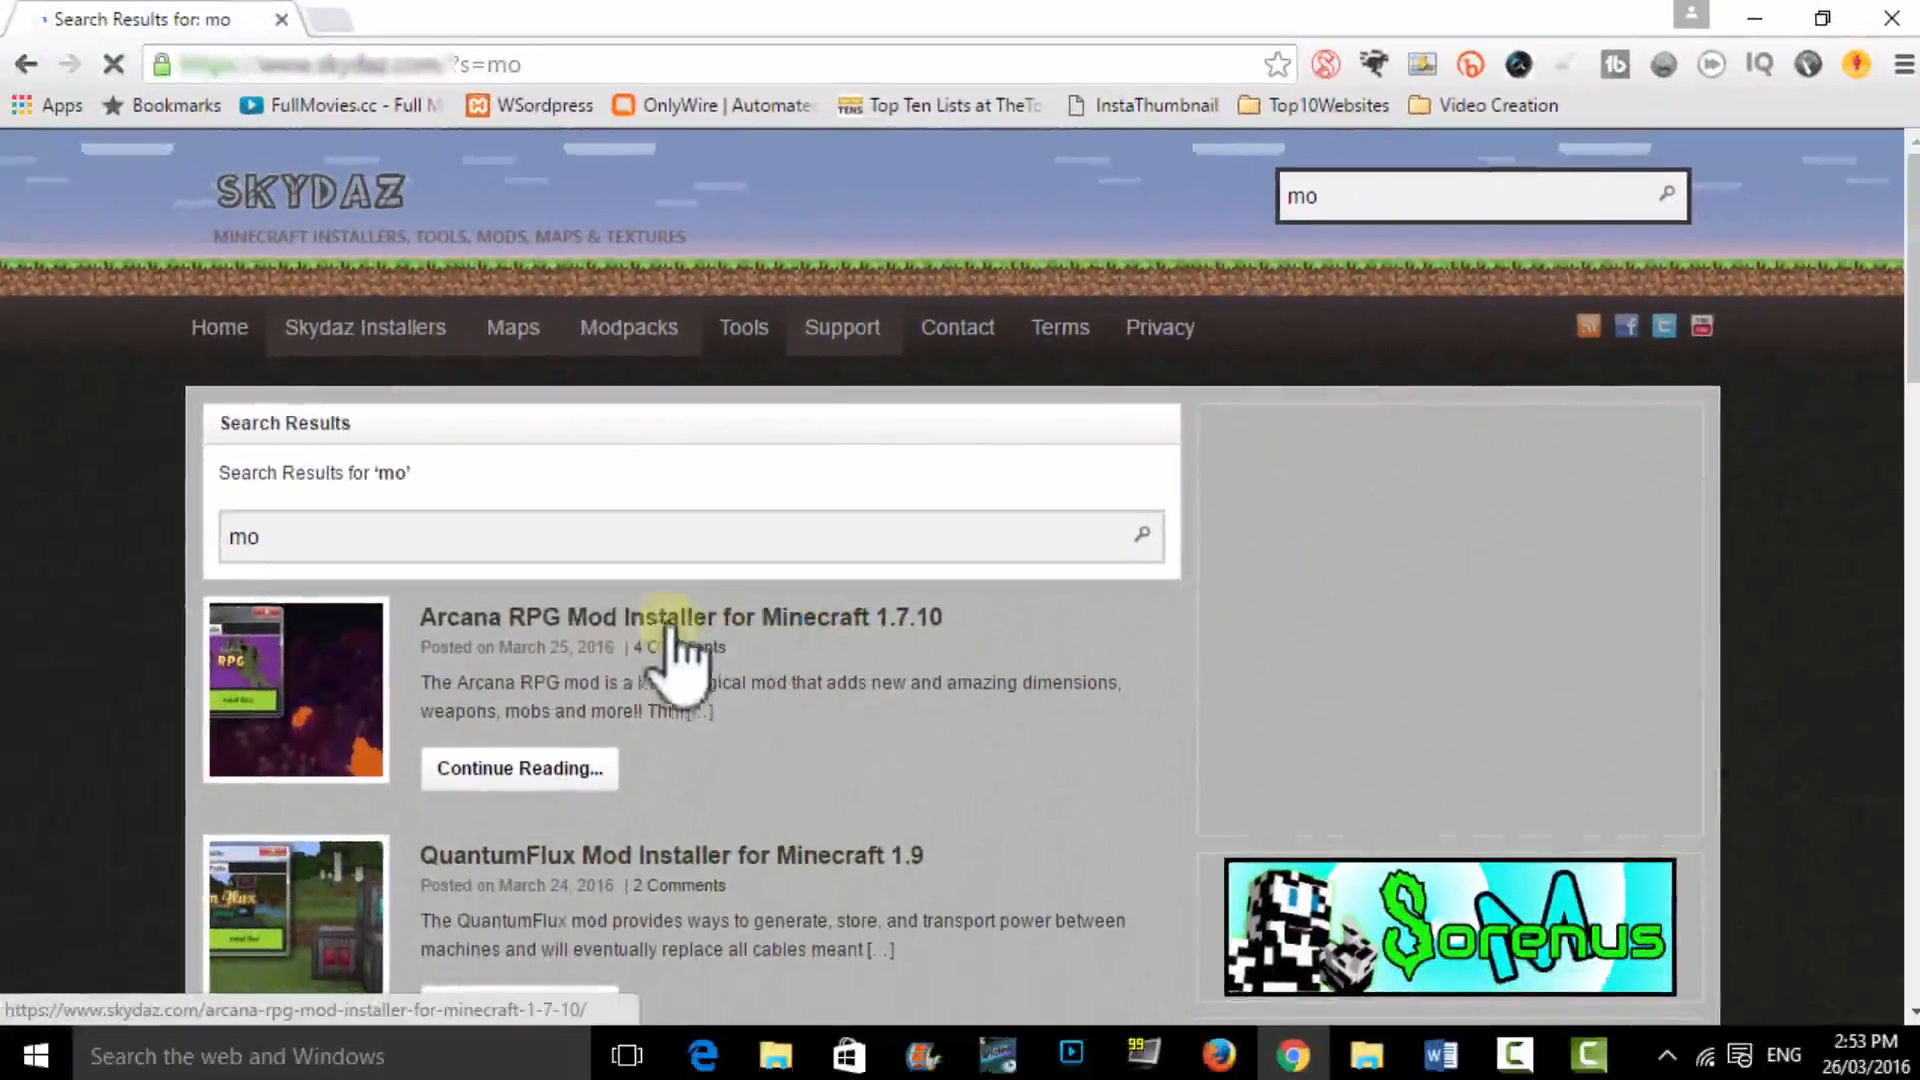 Search Results for: mo
?s=mo
Apps
Bookmarks
FullMovies.cc - Full M
WSordpress
OnlyWire | Automate
Top Ten Lists at TheTo
InstaThumbnail
Top10Websites
Video Creation
SKYDAZ
MINECRAFT INSTALLERS, TOOLS, MODS, MAPS & TEXTURES
mo
Home
Skydaz Installers
Maps
Modpacks
Tools
Support
Contact
Terms
Privacy
Search Results
Search Results for ‘mo’
mo
Arcana RPG Mod Installer for Minecraft 1.7.10
Posted on March 25, 2016 | 4
The Arcana RPG mod is a mod that adds new and amazing dimensions,
weapons, mobs and more!!
Continue Reading...
RPG
QuantumFlux Mod Installer for Minecraft 1.9
Posted on March 24, 2016 | 2 Comments
The QuantumFlux mod provides ways to generate, store, and transport power between
machines and will eventually replace all cables meant [...]
SorenusM
https://www.skydaz.com/arcana-rpg-mod-installer-for-minecraft-1-7-10/
Search the web and Windows
99
ENG
2:53 PM
26/03/2016